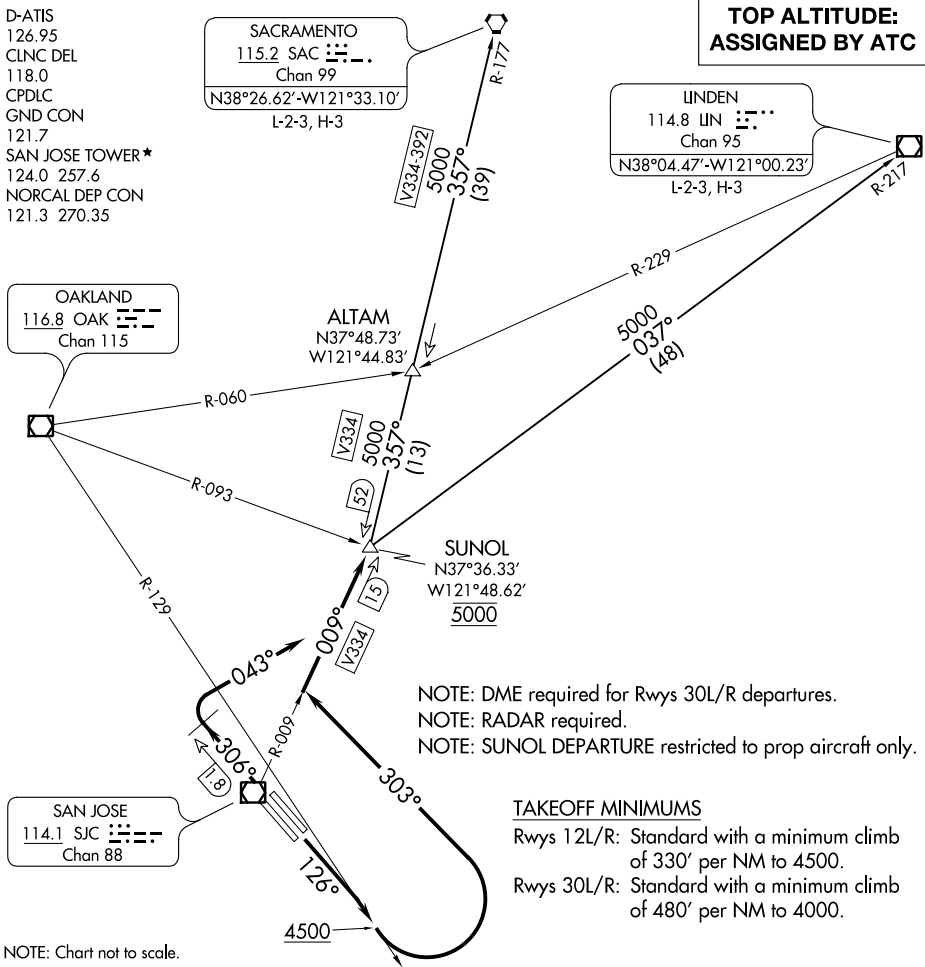 D-ATIS
126.95
CLNC DEL
118.0
CPDLC
GND CON
121.7
SAN JOSE TOWER★
124.0 257.6
NORCAL DEP CON
121.3 270.35
SACRAMENTO
115.2 SAC
Chan 99
N38°26.62'-W121°33.10'
L-2-3, H-3
TOP ALTITUDE:
ASSIGNED BY ATC
LINDEN
114.8 LIN
Chan 95
N38°04.47'-W121°00.23'
L-2-3, H-3
R-177
V334-392
5000
357°
(39)
R-217
R-229
OAKLAND
116.8 OAK
Chan 115
ALTAM
N37°48.73'
W121°44.83'
5000
037°
(48)
R-060
V334
5000
357°
(13)
R-093
52
SUNOL
N37°36.33'
W121°48.62'
5000
15
R-129
009°
V334
043°
R-009
306°
1.8
303°
NOTE: DME required for Rwys 30L/R departures.
NOTE: RADAR required.
NOTE: SUNOL DEPARTURE restricted to prop aircraft only.
SAN JOSE
114.1 SJC
Chan 88
126°
4500
TAKEOFF MINIMUMS
Rwys 12L/R: Standard with a minimum climb
of 330' per NM to 4500.
Rwys 30L/R: Standard with a minimum climb
of 480' per NM to 4000.
NOTE: Chart not to scale.